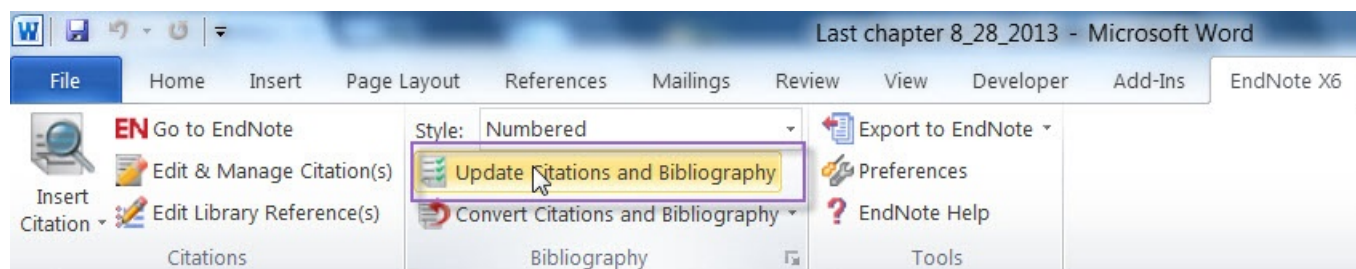 W
Last chapter 8_28_2013 - Microsoft Word
File Home Insert Page Layout References Mailings Review View Developer Add-Ins EndNote X6
EN Go to EndNote Style: Numbered Export to EndNote
Edit & Manage Citation(s) Update Citations and Bibliography Preferences
Insert Citation Edit Library Reference(s) Convert Citations and Bibliography ? EndNote Help
Citations Bibliography Tools